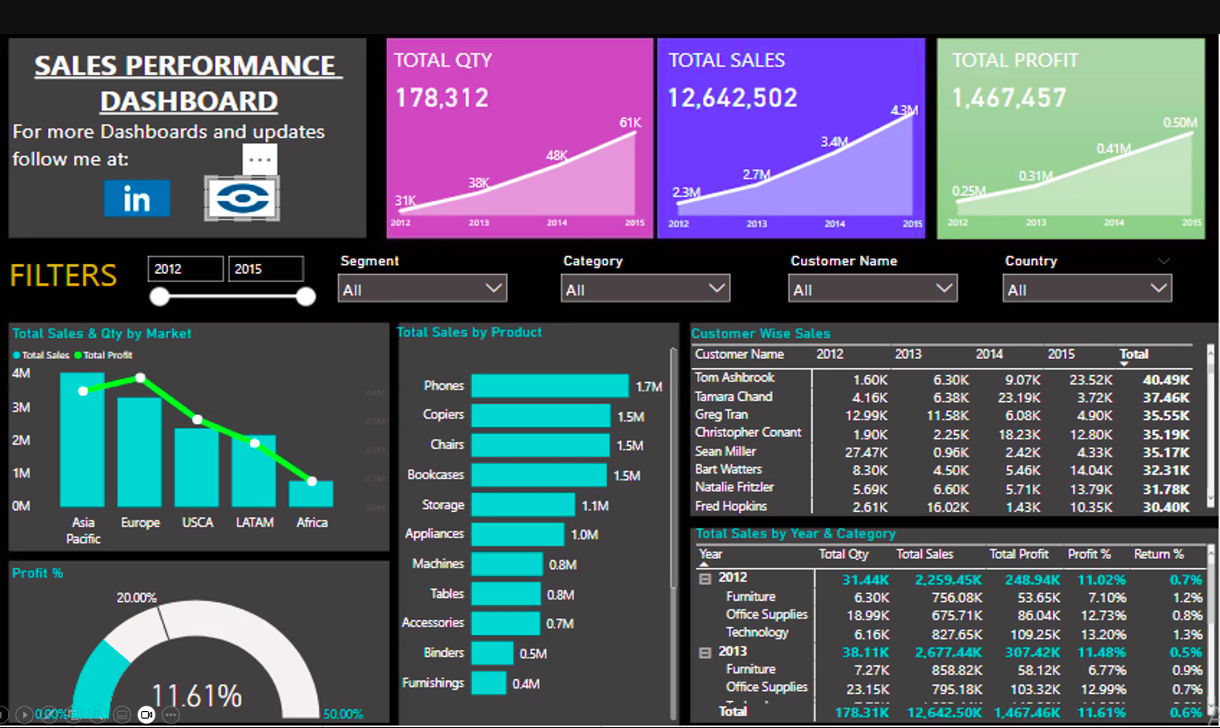 SALES PERFORMANCE
DASHBOARD
For more Dashboards and updates
follow me at:
in
TOTAL QTY
178,312
31K
38K
48K
61K
2012 2013 2014 2015
TOTAL SALES
12,642,502
2.3M
2.7M
3.4M
4.3M
2012 2013 2014 2015
TOTAL PROFIT
1,467,457
0.25M
0.31M
0.41M
0.50M
2012 2013 2014 2015
FILTERS
2012 2015
Segment
All
Category
All
Customer Name
All
Country
All
Total Sales & Qty by Market
Total Sales Total Profit
4M
3M
2M
1M
0M
Asia Pacific
Europe
USCA
LATAM
Africa
Profit %
20.00%
11.61%
0.00%
50.00%
Total Sales by Product
Phones 1.7M
Copiers 1.5M
Chairs 1.5M
Bookcases 1.5M
Storage 1.1M
Appliances 1.0M
Machines 0.8M
Tables 0.8M
Accessories 0.7M
Binders 0.5M
Furnishings 0.4M
Customer Wise Sales
Customer Name 2012 2013 2014 2015 Total
Tom Ashbrook 1.60K 6.30K 9.07K 23.52K 40.49K
Tamara Chand 4.16K 6.38K 23.19K 3.72K 37.46K
Greg Tran 12.99K 11.58K 6.08K 4.90K 35.55K
Christopher Conant 1.90K 2.25K 18.23K 12.80K 35.19K
Sean Miller 27.47K 0.96K 2.42K 4.33K 35.17K
Bart Watters 8.30K 4.50K 5.46K 14.04K 32.31K
Natalie Fritzler 5.69K 6.60K 5.71K 13.79K 31.78K
Fred Hopkins 2.61K 16.02K 1.43K 10.35K 30.40K
Total Sales by Year & Category
Year Total Qty Total Sales Total Profit Profit % Return %
2012 31.44K 2,259.45K 248.94K 11.02% 0.7%
Furniture 6.30K 756.08K 53.65K 7.10% 1.2%
Office Supplies 18.99K 675.71K 86.04K 12.73% 0.8%
Technology 6.16K 827.65K 109.25K 13.20% 1.3%
2013 38.11K 2,677.44K 307.42K 11.48% 0.5%
Furniture 7.27K 858.82K 58.12K 6.77% 0.9%
Office Supplies 23.15K 795.18K 103.32K 12.99% 0.7%
Total 178.31K 12,642.50K 1,467.46K 11.61% 0.6%